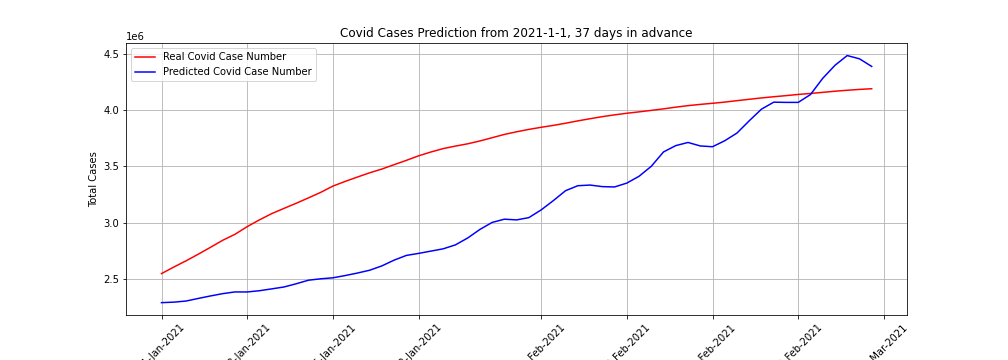 Covid Cases Prediction from 2021-1-1, 37 days in advance
1e6
Real Covid Case Number
Predicted Covid Case Number
4.5
4.0
3.5
3.0
2.5
Total Cases
-Jan-2021
-Jan-2021
-Jan-2021
-Jan-2021
Feb-2021
-Feb-2021
-Feb-2021
-Feb-2021
Mar-2021